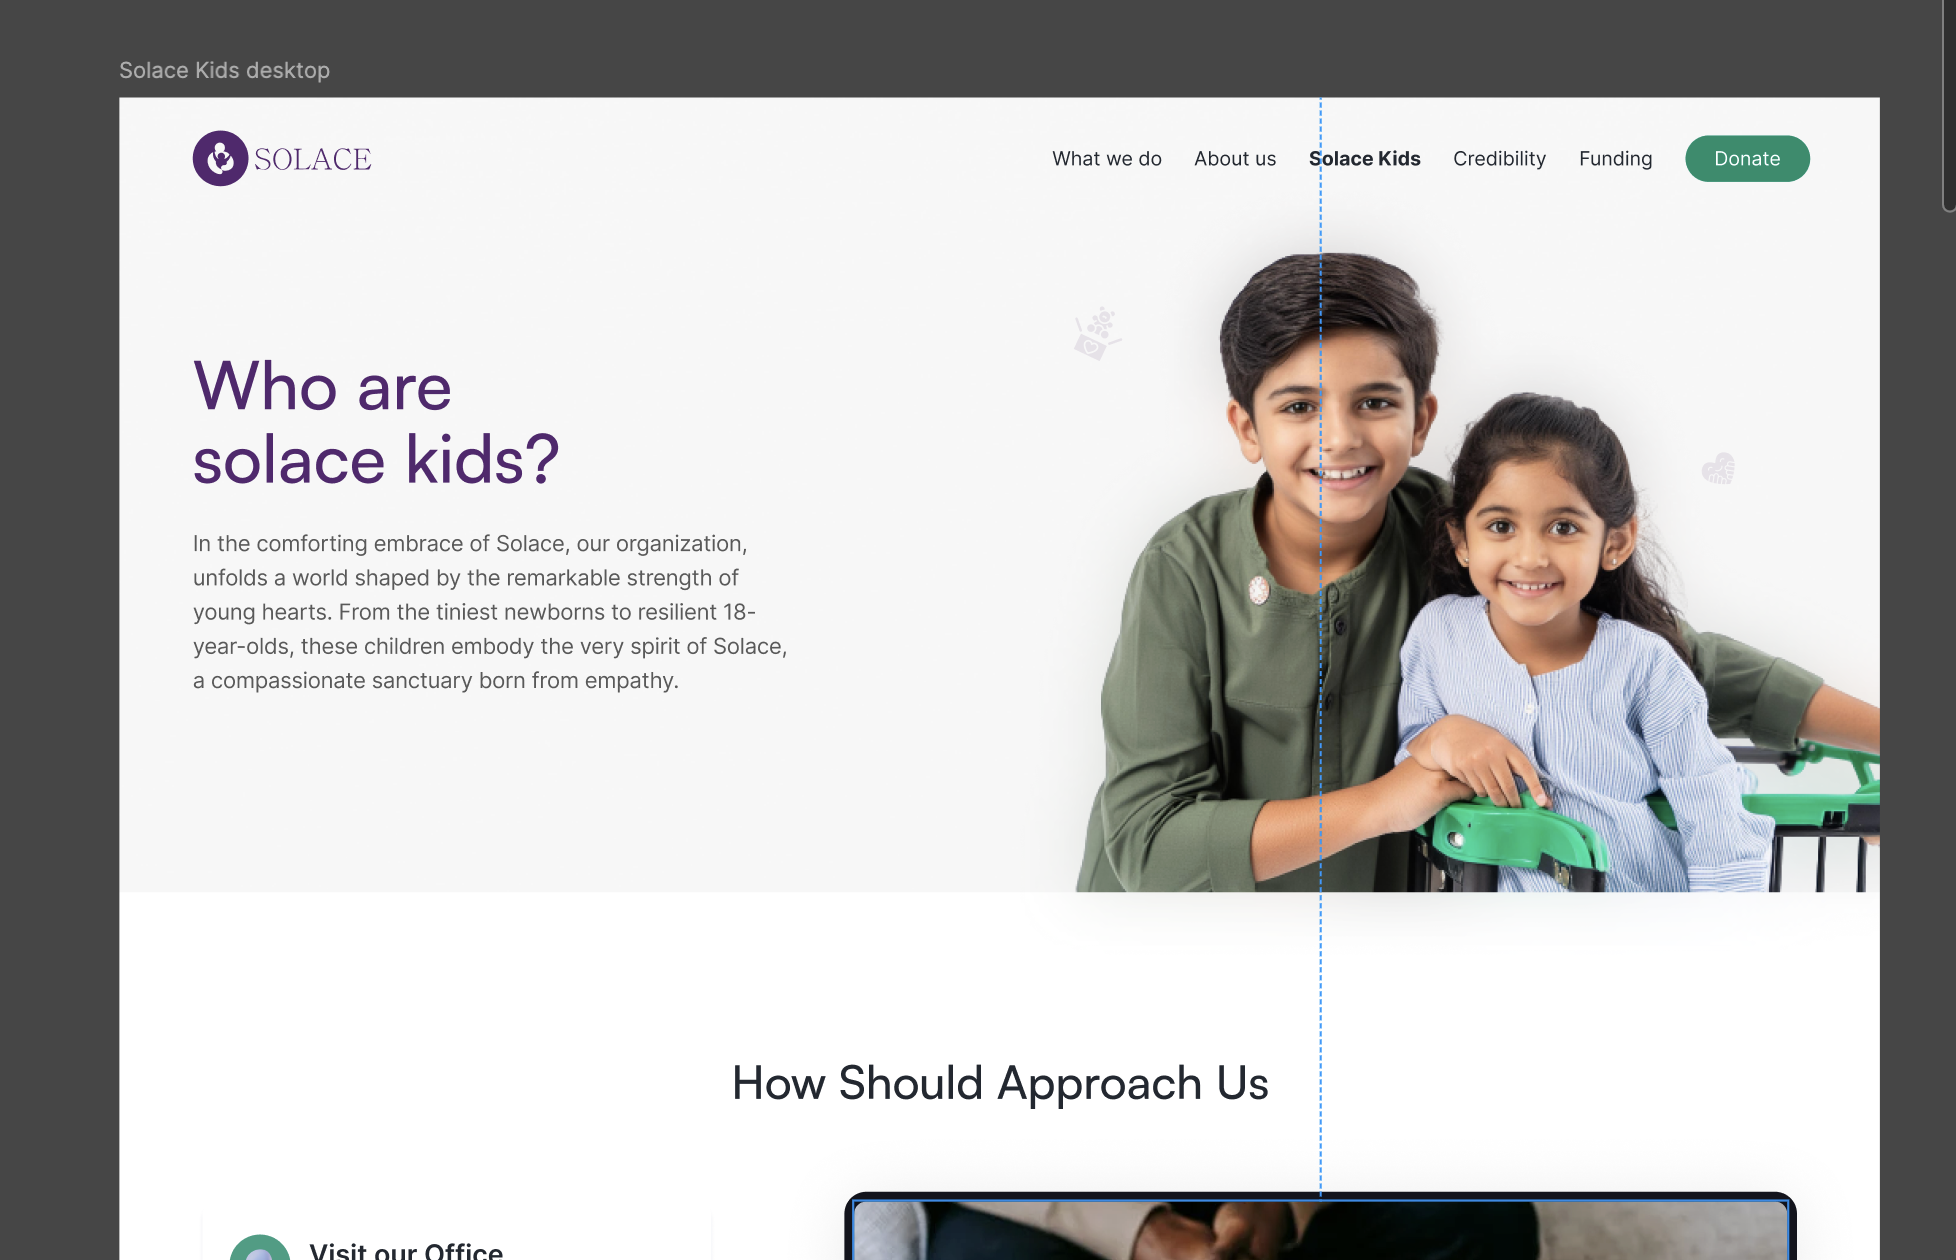 Solace Kids desktop
SOLACE
What we do
About us
Solace Kids
Credibility
Funding
Donate
Who are
solace kids?
In the comforting embrace of Solace, our organization,
unfolds a world shaped by the remarkable strength of
young hearts. From the tiniest newborns to resilient 18-
year-olds, these children embody the very spirit of Solace,
a compassionate sanctuary born from empathy.
How Should Approach Us
Visit our Office